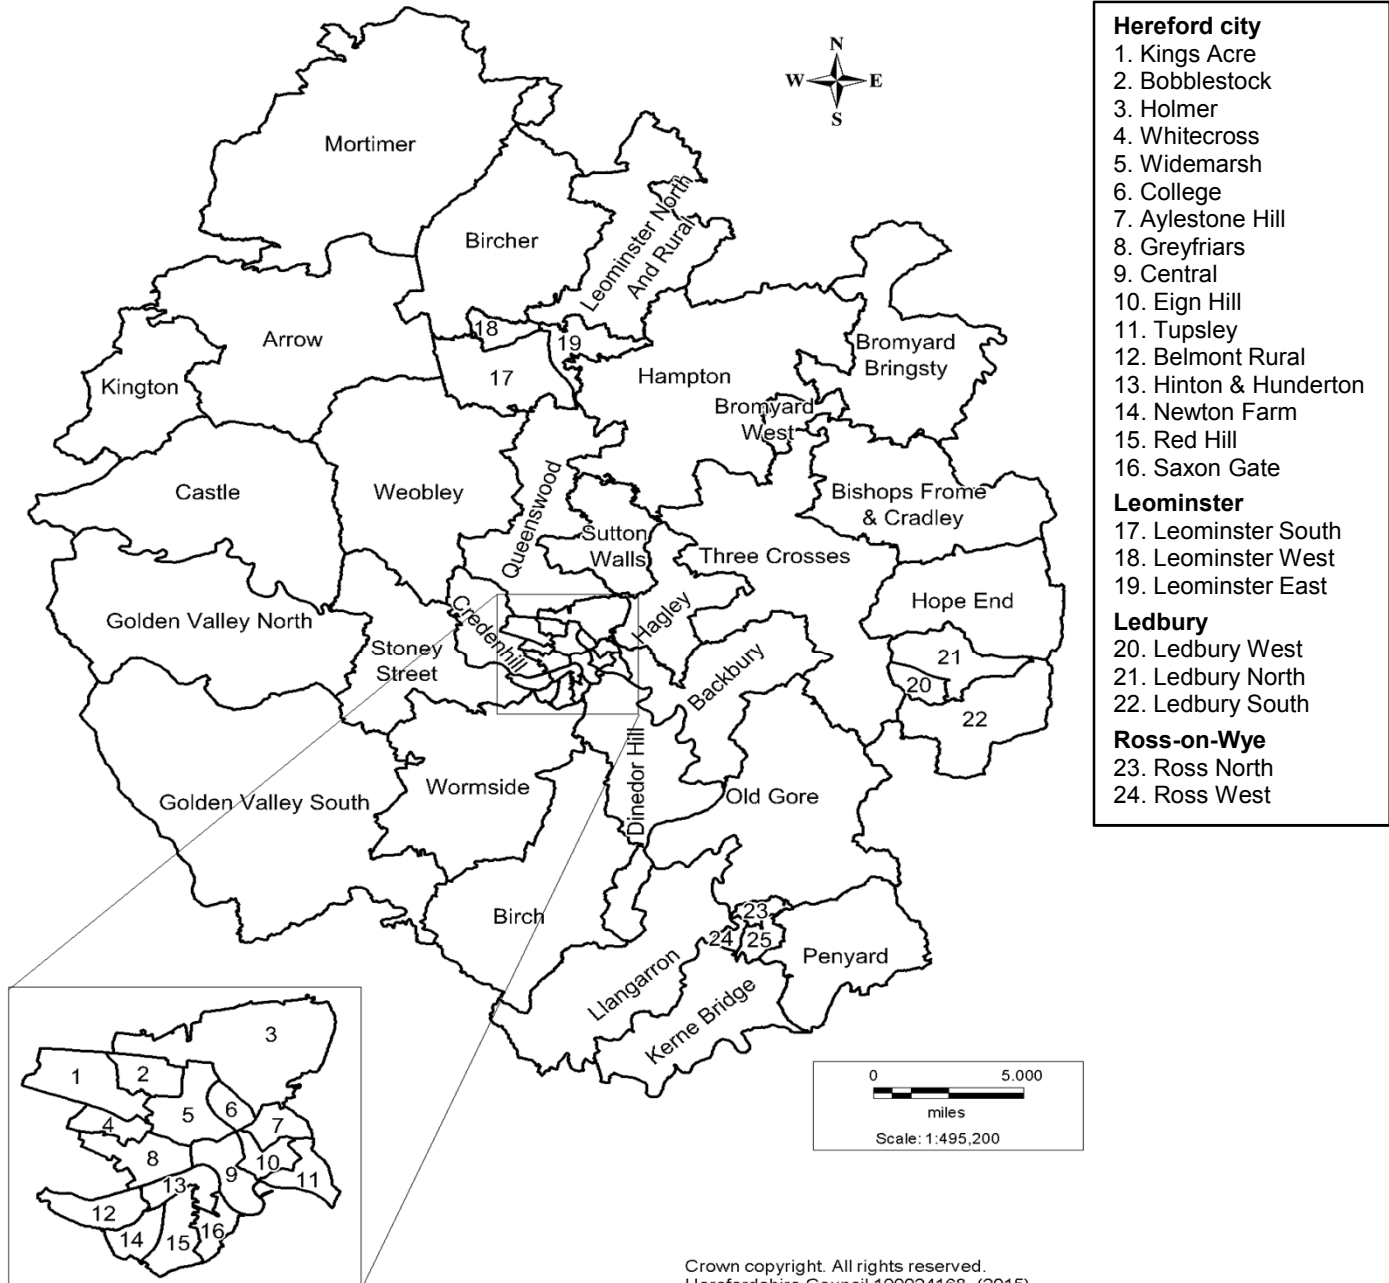 N
W E
S
Mortimer
Bircher
Leominster North
And Rural
Arrow
Kington
18
19
17
Hampton
Bromyard
Bringsty
Bromyard
West
Castle
Weobley
Queenswood
Sutton
Walls
Bishops Frome
& Cradley
Three Crosses
Golden Valley North
Stoney
Street
Credenhill
Hagley
Backbury
Hope End
21
20
22
Golden Valley South
Wormside
Dinedor Hill
Old Gore
Birch
Llangarron
23
24
25
Penyard
Kerne Bridge
3
1
2
5
6
7
4
8
10
9
11
13
12
14
15
16
Hereford city
1. Kings Acre
2. Bobblestock
3. Holmer
4. Whitecross
5. Widemarsh
6. College
7. Aylestone Hill
8. Greyfriars
9. Central
10. Eign Hill
11. Tupsley
12. Belmont Rural
13. Hinton & Hunderton
14. Newton Farm
15. Red Hill
16. Saxon Gate
Leominster
17. Leominster South
18. Leominster West
19. Leominster East
Ledbury
20. Ledbury West
21. Ledbury North
22. Ledbury South
Ross-on-Wye
23. Ross North
24. Ross West
0 5.000
miles
Scale: 1:495,200
Crown copyright. All rights reserved.
Herefordshire Council 100024168. (2015)